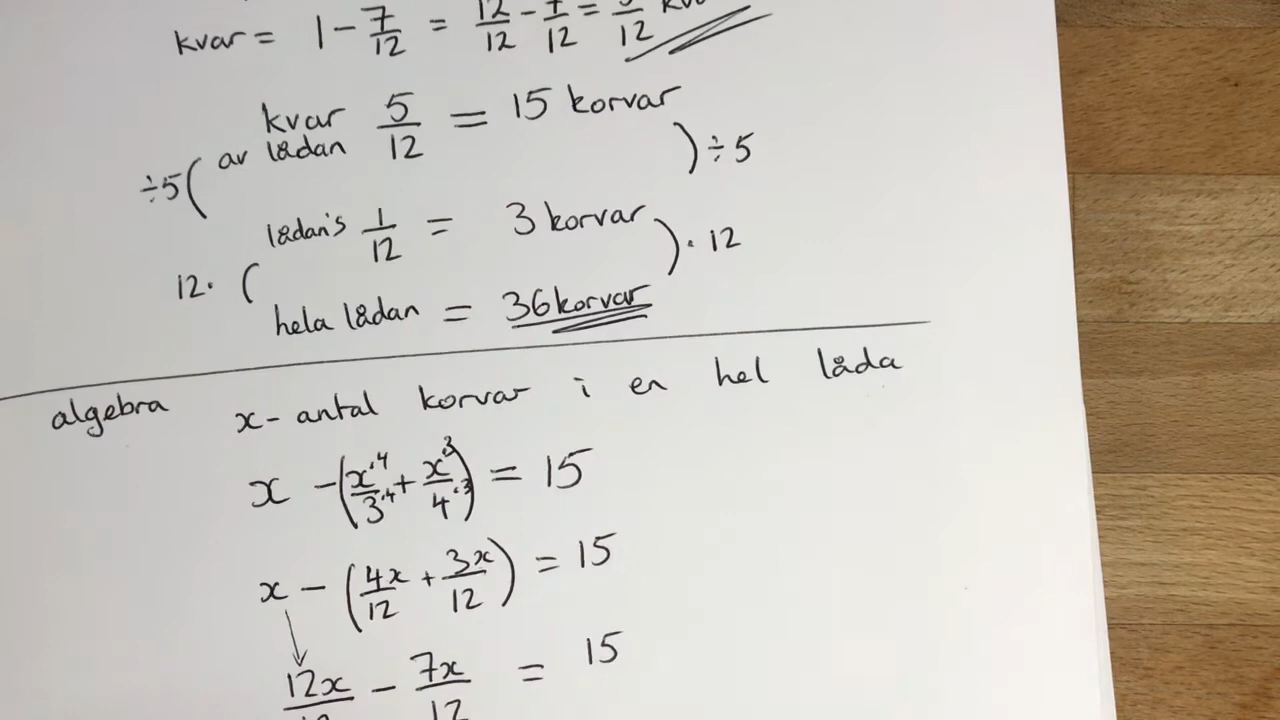 kvar = 1 - 7/12 = 12/12 - 7/12 = 5/12
kvar 5/12 = 15 korvar
av lådan
÷5( )÷5
lådan's 1/12 = 3 korvar
12·( )·12
hela lådan = 36 korvar
algebra x - antal korvar i en hel låda
x - (x·4/3·4 + x·3/4·3) = 15
x - (4x/12 + 3x/12) = 15
12x/12 - 7x/12 = 15